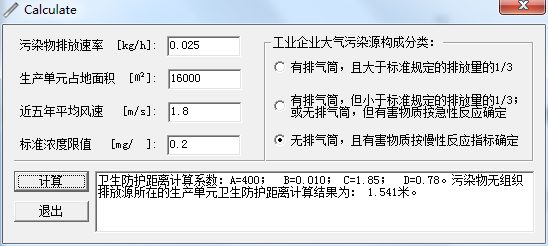 Calculate
污染物排放速率 [kg/h]: 0.025
生产单元占地面积 [m²]: 16000
近五年平均风速 [m/s]: 1.8
标准浓度限值 [mg/ ]: 0.2
工业企业大气污染源构成分类:
有排气筒，且大于标准规定的排放量的1/3
有排气筒，但小于标准规定的排放量的1/3；
或无排气筒，但有害物质按急性反应确定
无排气筒，且有害物质按慢性反应指标确定
计算
退出
卫生防护距离计算系数: A=400; B=0.010; C=1.85; D=0.78。污染物无组织
排放源所在的生产单元卫生防护距离计算结果为: 1.541米。